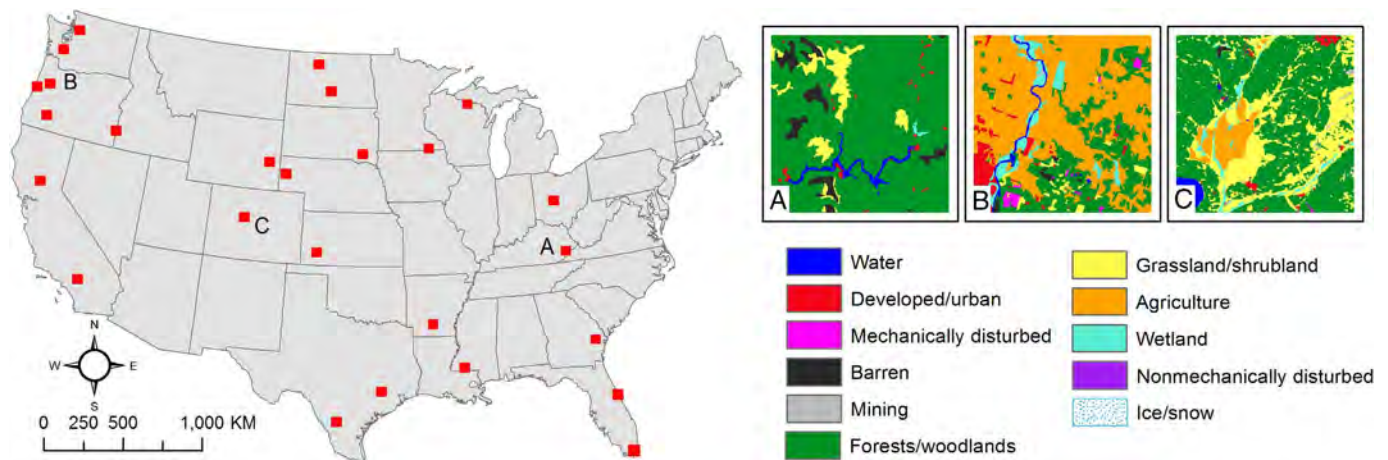 B
C
A
N
W E
S
0 250 500 1,000 KM
A
B
C
Water
Developed/urban
Mechanically disturbed
Barren
Mining
Forests/woodlands
Grassland/shrubland
Agriculture
Wetland
Nonmechanically disturbed
Ice/snow